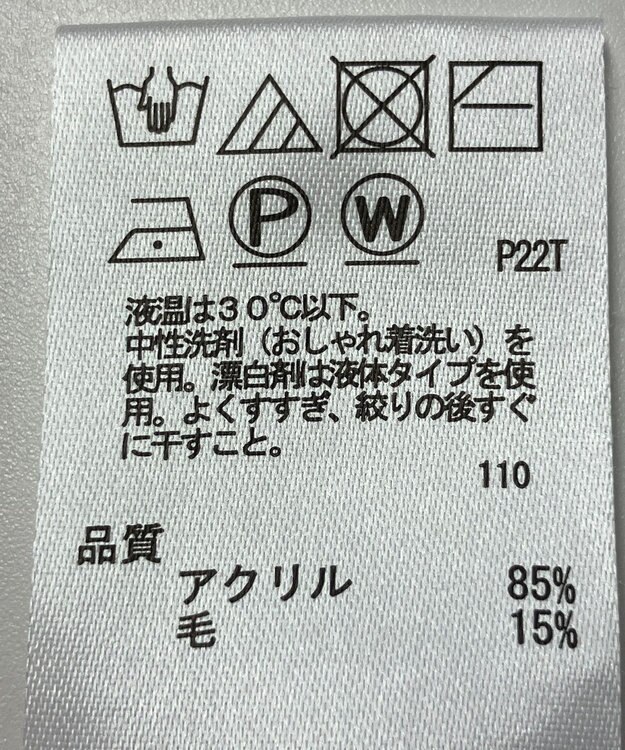 P
W
P22T
液温は30℃以下。
中性洗剤（おしゃれ着洗い）を
使用。漂白剤は液体タイプを使
用。よくすすぎ、絞りの後すぐ
に干すこと。
110
品質
アクリル 85%
毛 15%